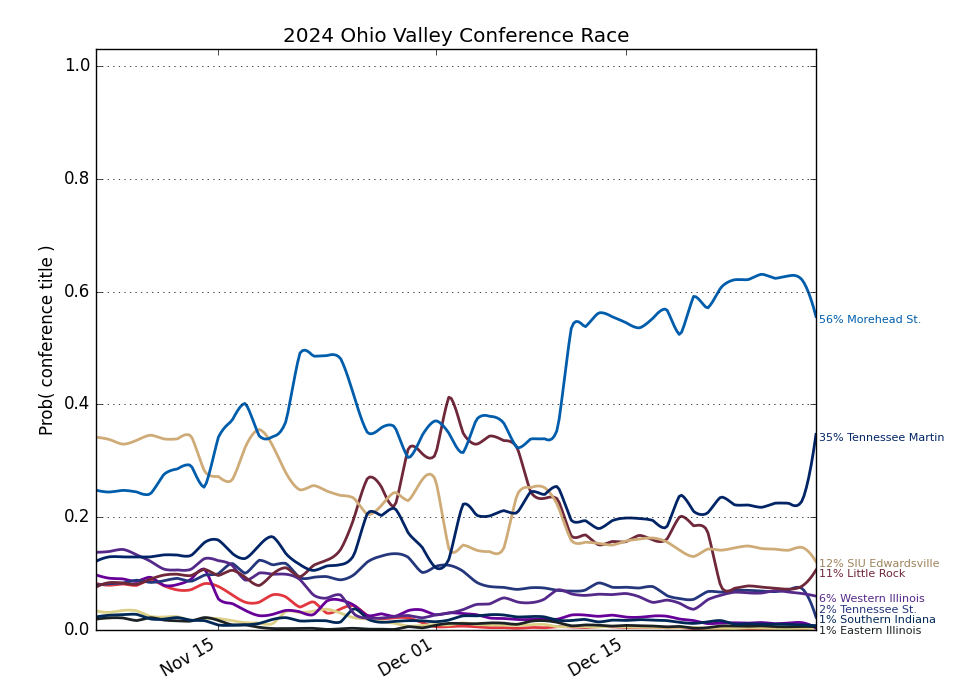 2024 Ohio Valley Conference Race
1.0
0.8
0.6
0.4
0.2
0.0
Prob( conference title )
Nov 15
Dec 01
Dec 15
56% Morehead St.
35% Tennessee Martin
12% SIU Edwardsville
11% Little Rock
6% Western Illinois
2% Tennessee St.
1% Southern Indiana
1% Eastern Illinois